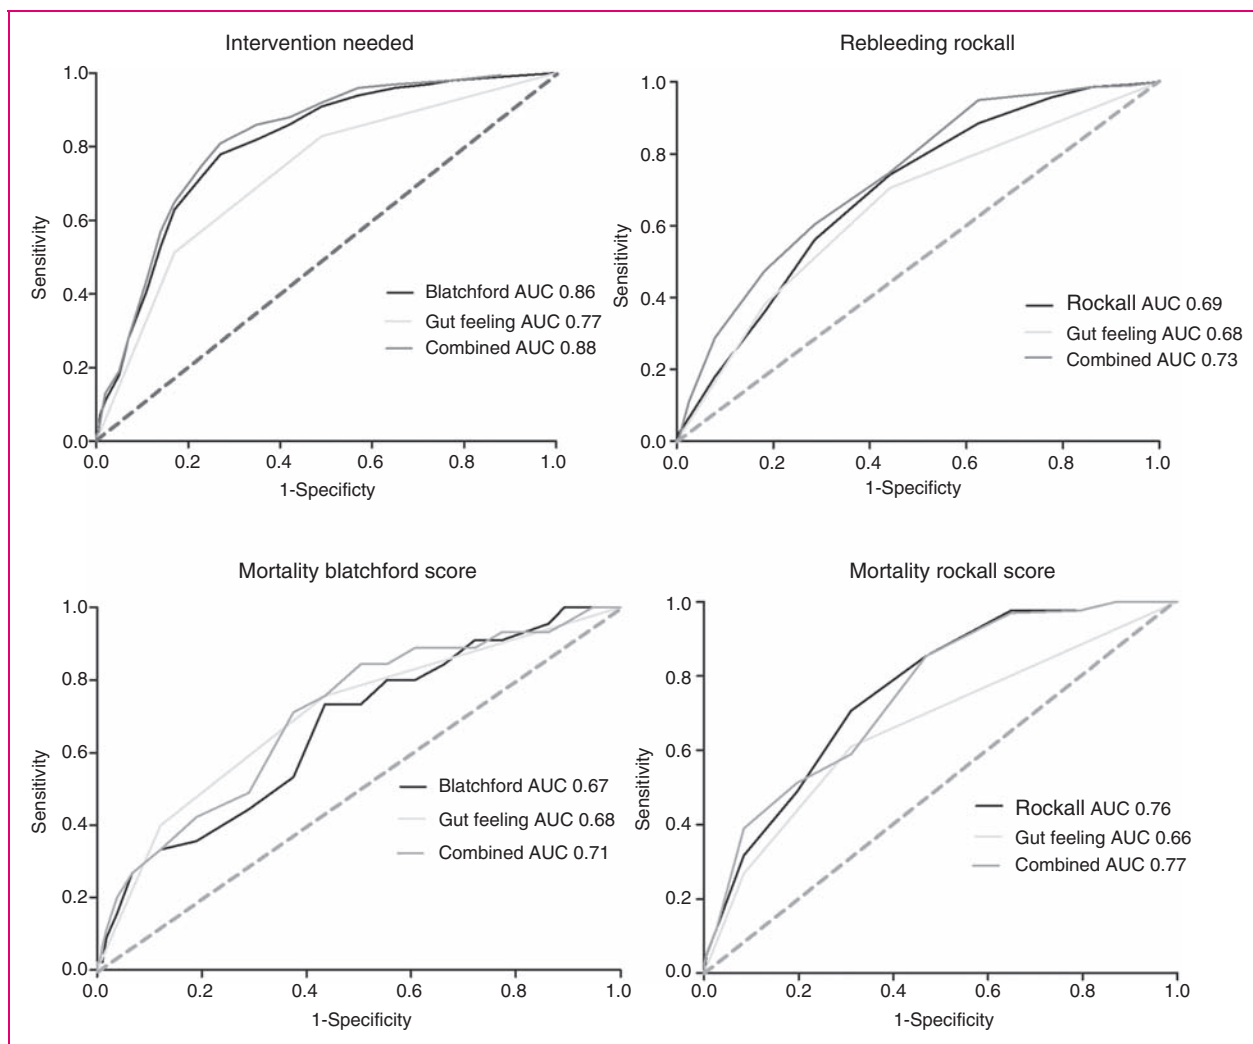 Intervention needed
1.0
0.8
0.6
0.4
0.2
0.0
Sensitivity
Blatchford AUC 0.86
Gut feeling AUC 0.77
Combined AUC 0.88
0.0 0.2 0.4 0.6 0.8 1.0
1-Specificty
Rebleeding rockall
1.0
0.8
0.6
0.4
0.2
0.0
Sensitivity
Rockall AUC 0.69
Gut feeling AUC 0.68
Combined AUC 0.73
0.0 0.2 0.4 0.6 0.8 1.0
1-Specificty
Mortality blatchford score
1.0
0.8
0.6
0.4
0.2
0.0
Sensitivity
Blatchford AUC 0.67
Gut feeling AUC 0.68
Combined AUC 0.71
0.0 0.2 0.4 0.6 0.8 1.0
1-Specificity
Mortality rockall score
1.0
0.8
0.6
0.4
0.2
0.0
Sensitivity
Rockall AUC 0.76
Gut feeling AUC 0.66
Combined AUC 0.77
0.0 0.2 0.4 0.6 0.8 1.0
1-Specificity